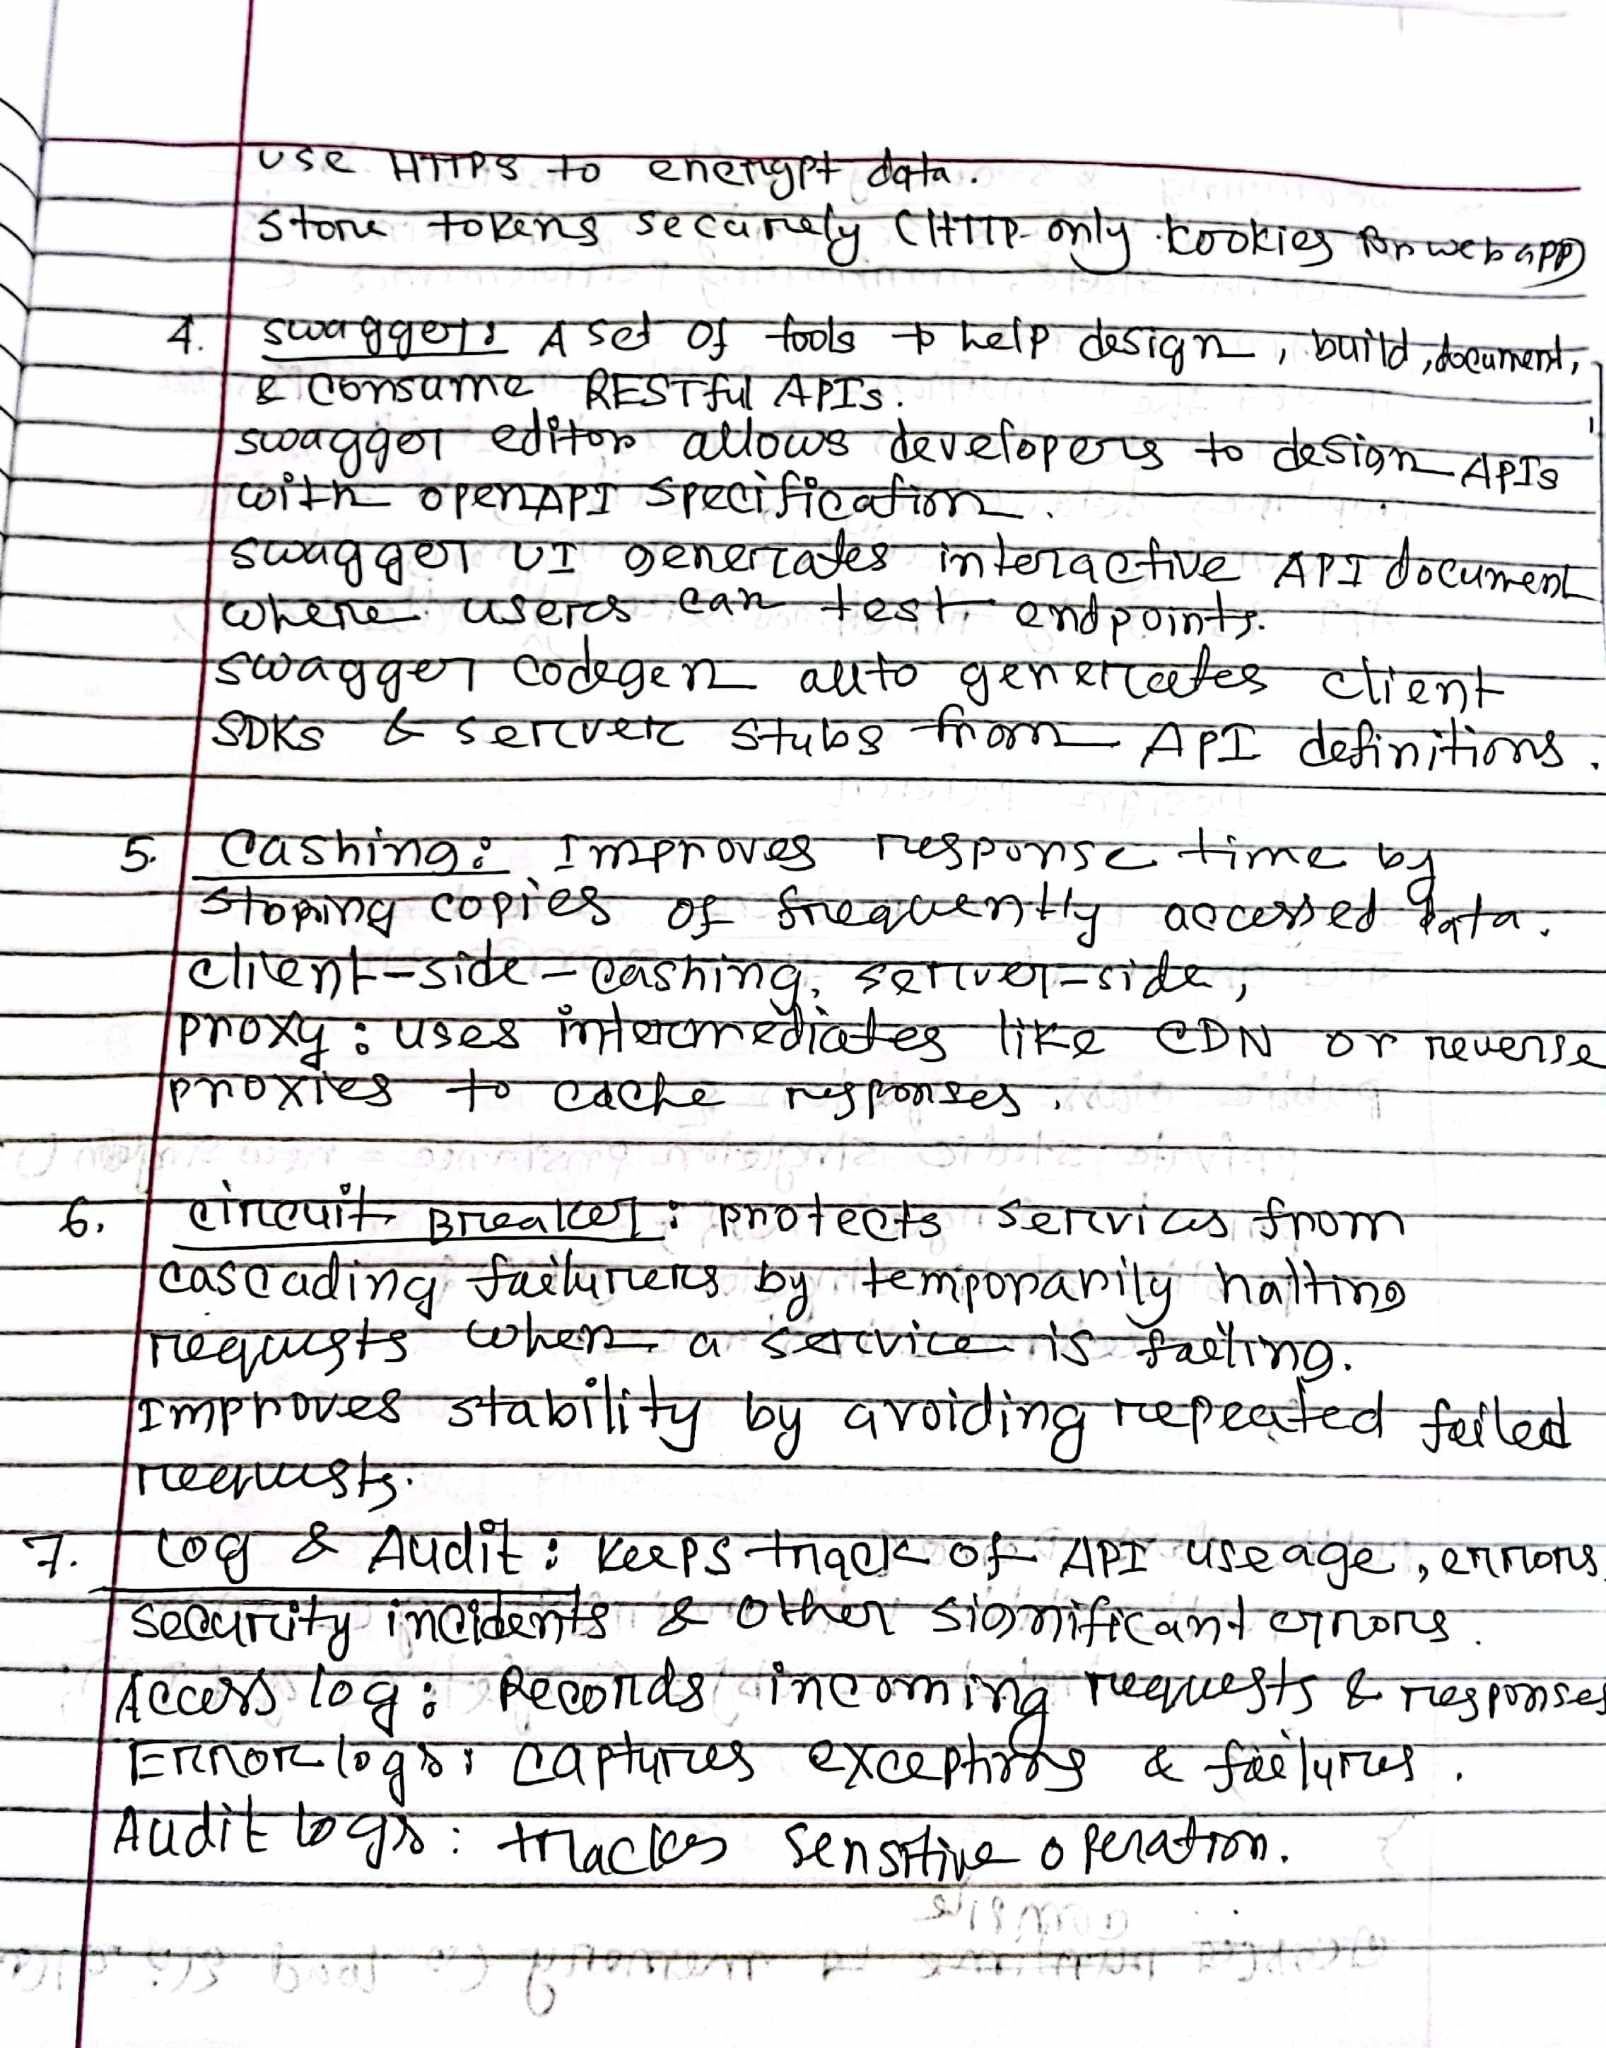 use HTTPS to encrypt data.
store tokens securely (HTTP-only cookies for web app)
4. swagger: A set of tools to help design, build, document,
& consume RESTful APIs.
swagger editor allows developers to design APIs
with openAPI specification.
swagger UI generates interactive API document
where users can test endpoints.
swagger codegen auto generates client
SDKs & server stubs from API definitions.
5. Cashing: Improves response time by
storing copies of frequently accessed data.
client-side-cashing, server-side,
proxy: uses intermediates like CDN or reverse
proxies to cache responses.
6. circuit Breaker: protects services from
cascading failurers by temporarily halting
requests when a service is failing.
Improves stability by avoiding repeated failed
requests.
7. Log & Audit: Keeps track of API useage, errors,
security incidents & other significant errors.
Access log: Records incoming requests & responses
Error logs: captures exceptions & failures.
Audit logs: tracks sensitive operation.